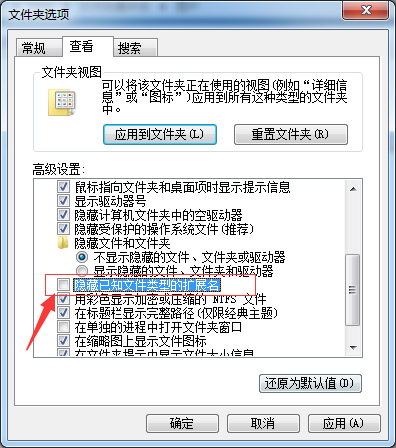 文件夹选项
常规 查看 搜索
文件夹视图
可以将该文件夹正在使用的视图(例如“详细信
息”或“图标”)应用到所有这种类型的文件夹
中。
应用到文件夹(L) 重置文件夹(R)
高级设置:
鼠标指向文件夹和桌面项时显示提示信息
显示驱动器号
隐藏计算机文件夹中的空驱动器
隐藏受保护的操作系统文件(推荐)
隐藏文件和文件夹
不显示隐藏的文件、文件夹或驱动器
显示隐藏的文件、文件夹和驱动器
隐藏已知文件类型的扩展名
用彩色显示加密或压缩的 NTFS 文件
在标题栏显示完整路径(仅限经典主题)
在单独的进程中打开文件夹窗口
在缩略图上显示文件图标
在文件夹提示中显示文件大小信息
还原为默认值(D)
确定 取消 应用(A)